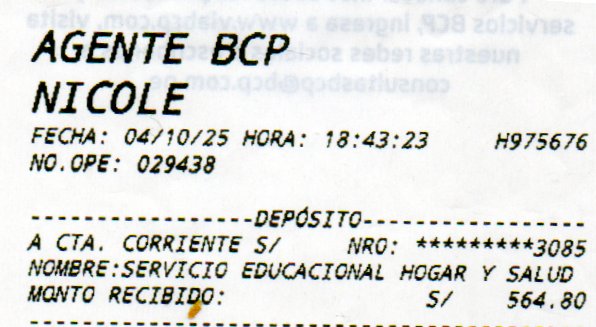 AGENTE BCP
NICOLE
FECHA: 04/10/25 HORA: 18:43:23 H975676
NO.OPE: 029438
-----------------DEPÓSITO-----------------
A CTA. CORRIENTE S/ NRO: *********3085
NOMBRE:SERVICIO EDUCACIONAL HOGAR Y SALUD
MONTO RECIBIDO: S/ 564.80